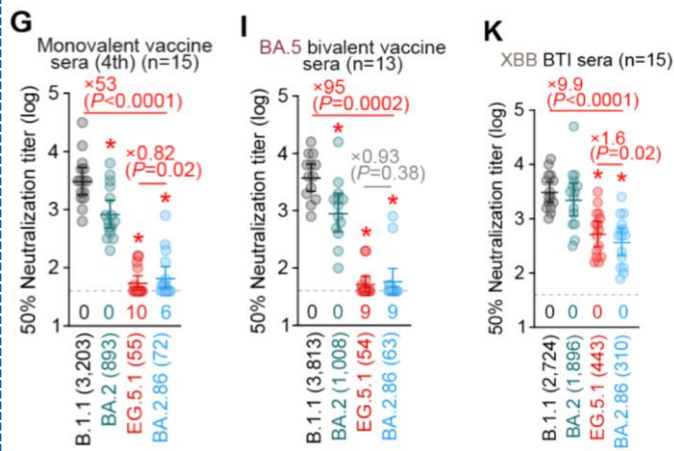 G
Monovalent vaccine
sera (4th) (n=15)
×53
(P<0.0001)
×0.82
(P=0.02)
*
*
*
50% Neutralization titer (log)
5
4
3
2
1
0
0
10
6
B.1.1 (3,203)
BA.2 (893)
EG.5.1 (55)
BA.2.86 (72)
I
BA.5 bivalent vaccine
sera (n=13)
×95
(P=0.0002)
×0.93
(P=0.38)
*
*
*
50% Neutralization titer (log)
5
4
3
2
1
0
0
9
9
B.1.1 (3,813)
BA.2 (1,008)
EG.5.1 (54)
BA.2.86 (63)
K
XBB BTI sera (n=15)
×9.9
(P<0.0001)
×1.6
(P=0.02)
*
*
50% Neutralization titer (log)
5
4
3
2
1
0
0
0
0
B.1.1 (2,724)
BA.2 (1,896)
EG.5.1 (443)
BA.2.86 (310)